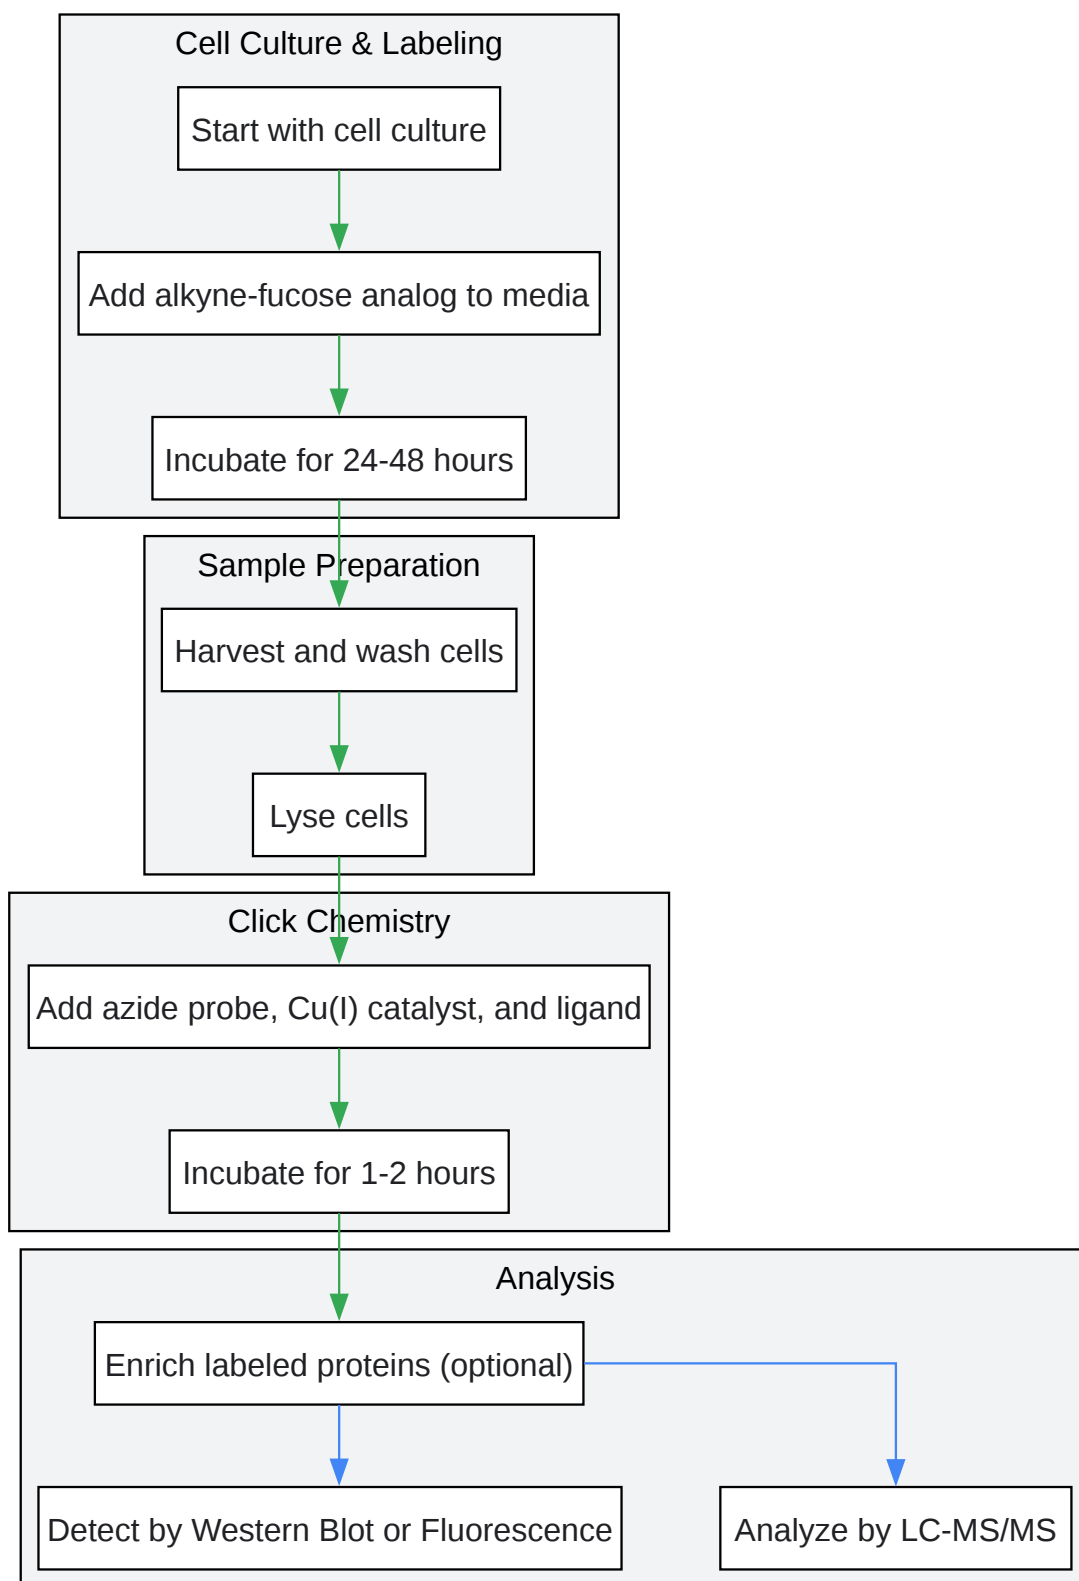 Cell Culture & Labeling
Start with cell culture
Add alkyne-fucose analog to media
Incubate for 24-48 hours
Sample Preparation
Harvest and wash cells
Lyse cells
Click Chemistry
Add azide probe, Cu(I) catalyst, and ligand
Incubate for 1-2 hours
Analysis
Enrich labeled proteins (optional)
Detect by Western Blot or Fluorescence
Analyze by LC-MS/MS